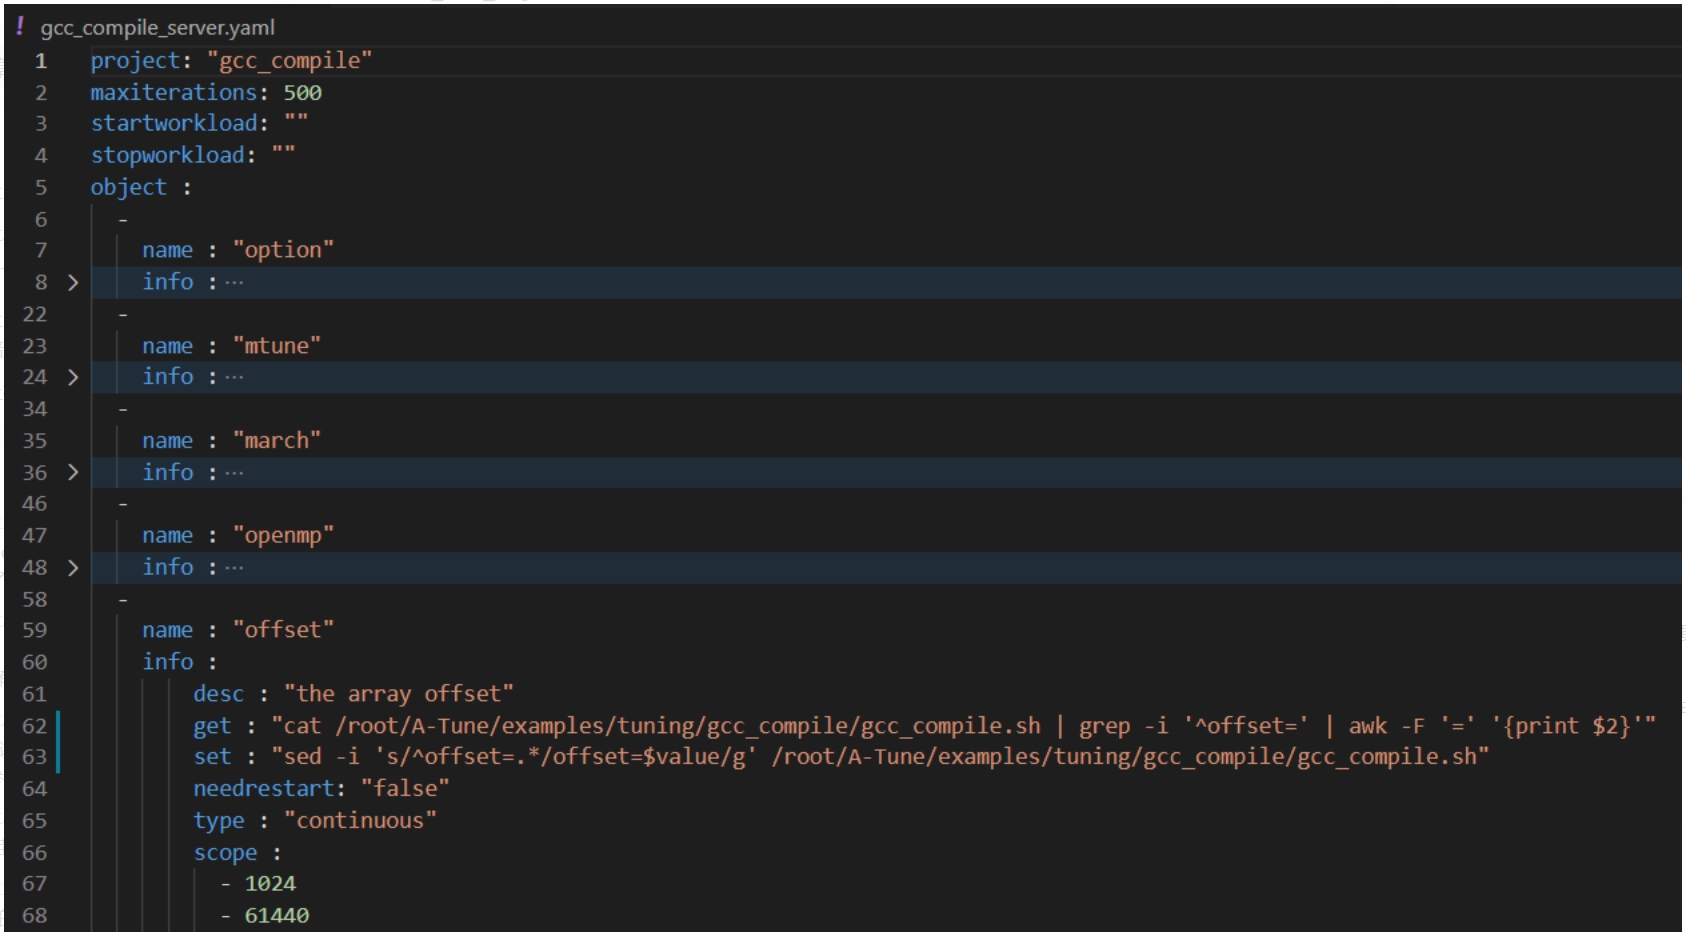 ! gcc_compile_server.yaml
1 project: "gcc_compile"
2 maxiterations: 500
3 startworkload: ""
4 stopworkload: ""
5 object :
6 -
7 name : "option"
8 > info :···
22 -
23 name : "mtune"
24 > info :···
34 -
35 name : "march"
36 > info :···
46 -
47 name : "openmp"
48 > info :···
58 -
59 name : "offset"
60 info :
61 desc : "the array offset"
62 get : "cat /root/A-Tune/examples/tuning/gcc_compile/gcc_compile.sh | grep -i '^offset=' | awk -F '=' '{print $2}'"
63 set : "sed -i 's/^offset=.*/offset=$value/g' /root/A-Tune/examples/tuning/gcc_compile/gcc_compile.sh"
64 needrestart: "false"
65 type : "continuous"
66 scope :
67 - 1024
68 - 61440